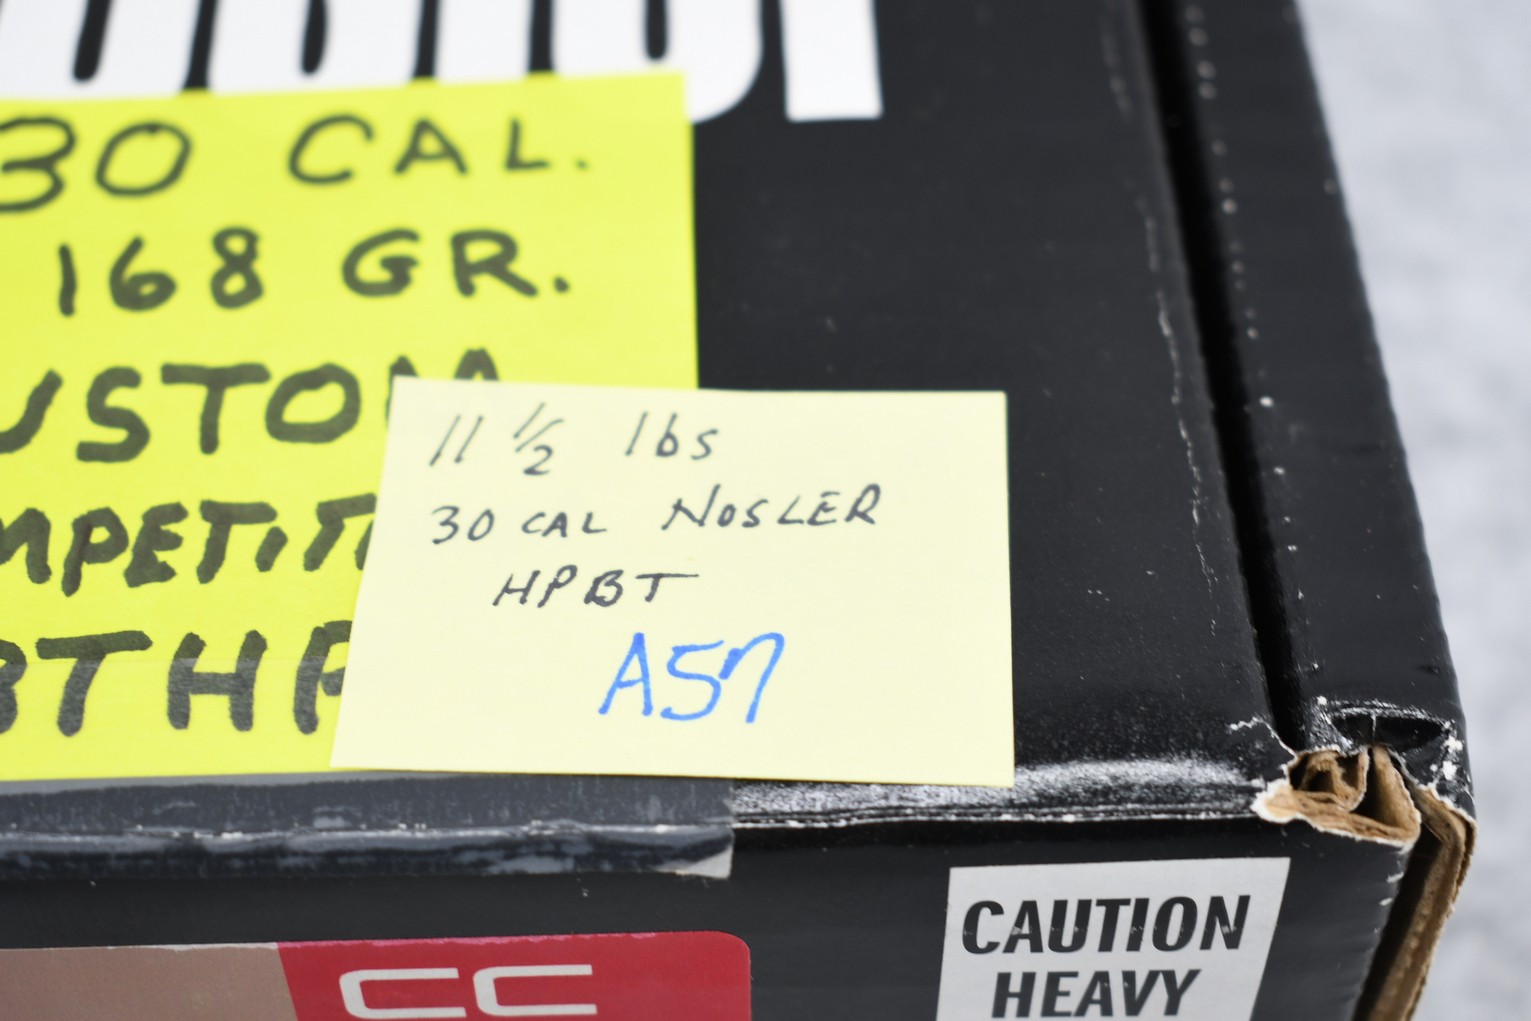 30 CAL.
168 GR.
USTOM
MPETITI
BTHP
11 1/2 lbs
30 CAL NOSLER
HPBT
A57
CC
CAUTION
HEAVY